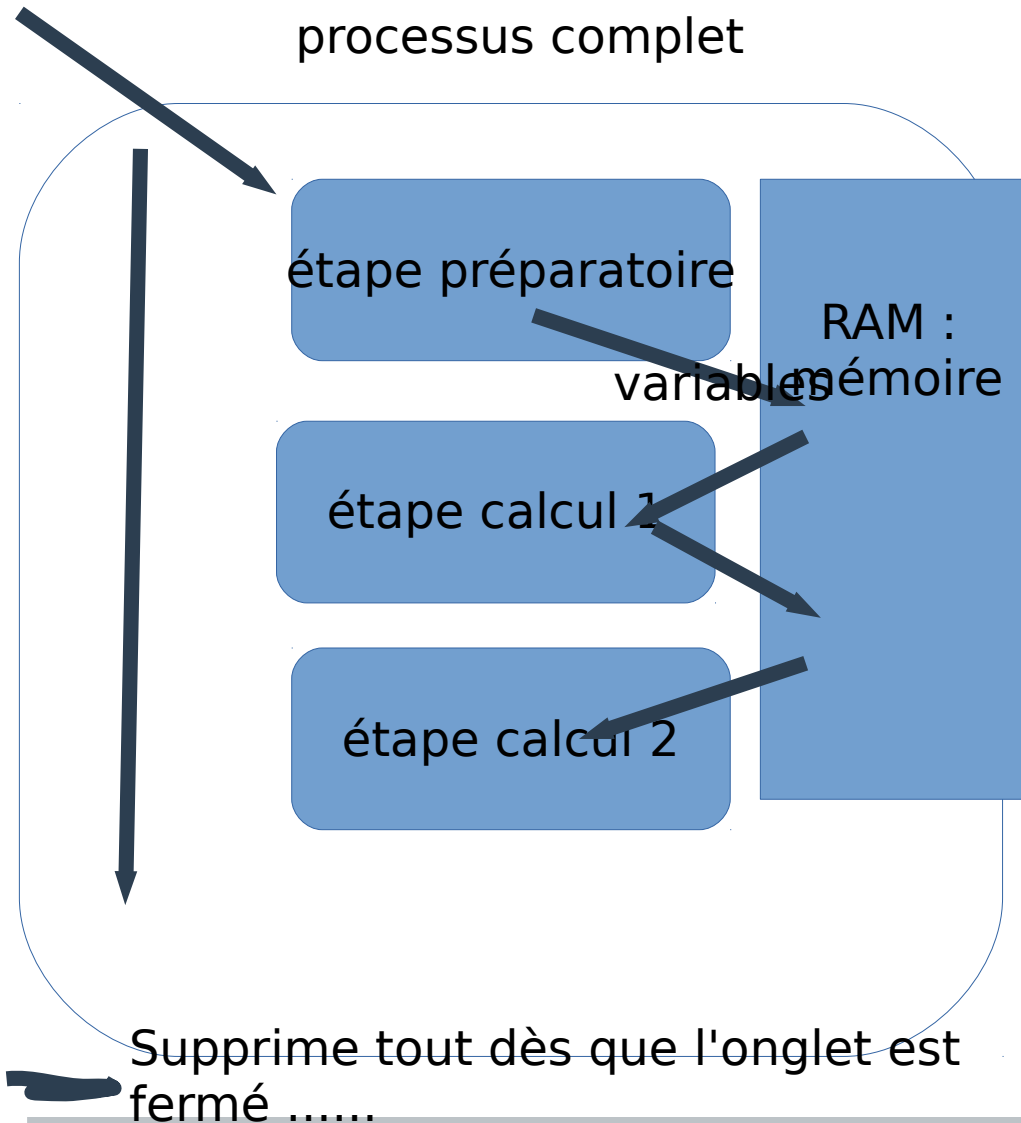 processus complet
étape préparatoire
RAM :
mémoire
variables
étape calcul 1
étape calcul 2
Supprime tout dès que l'onglet est
fermé ......